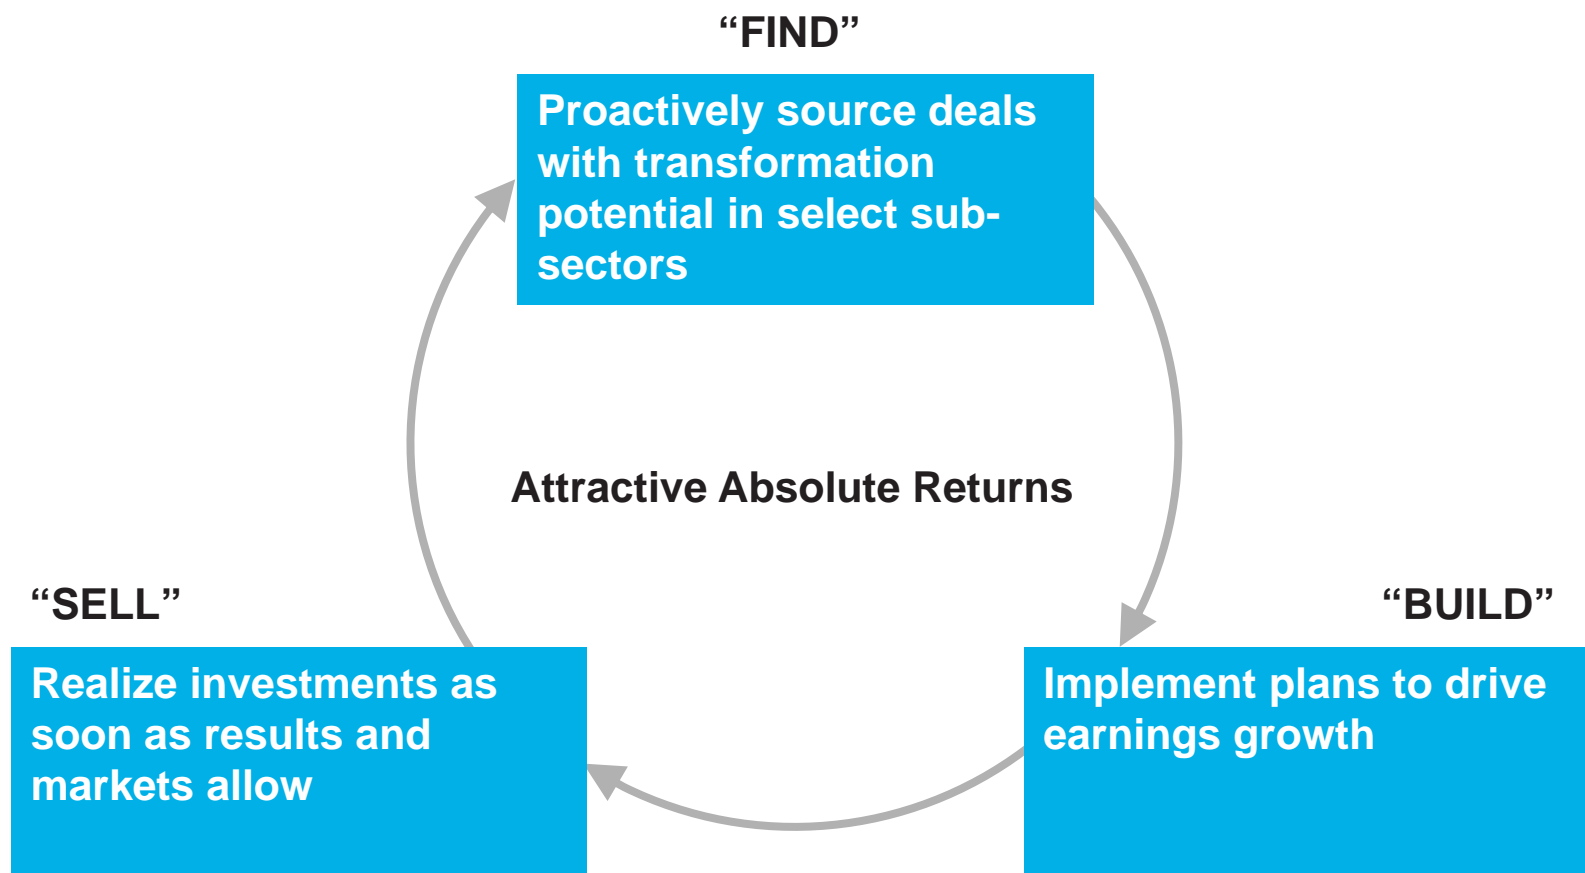 “FIND”
Proactively source deals
with transformation
potential in select sub-
sectors
Attractive Absolute Returns
“SELL”
Realize investments as
soon as results and
markets allow
“BUILD”
Implement plans to drive
earnings growth